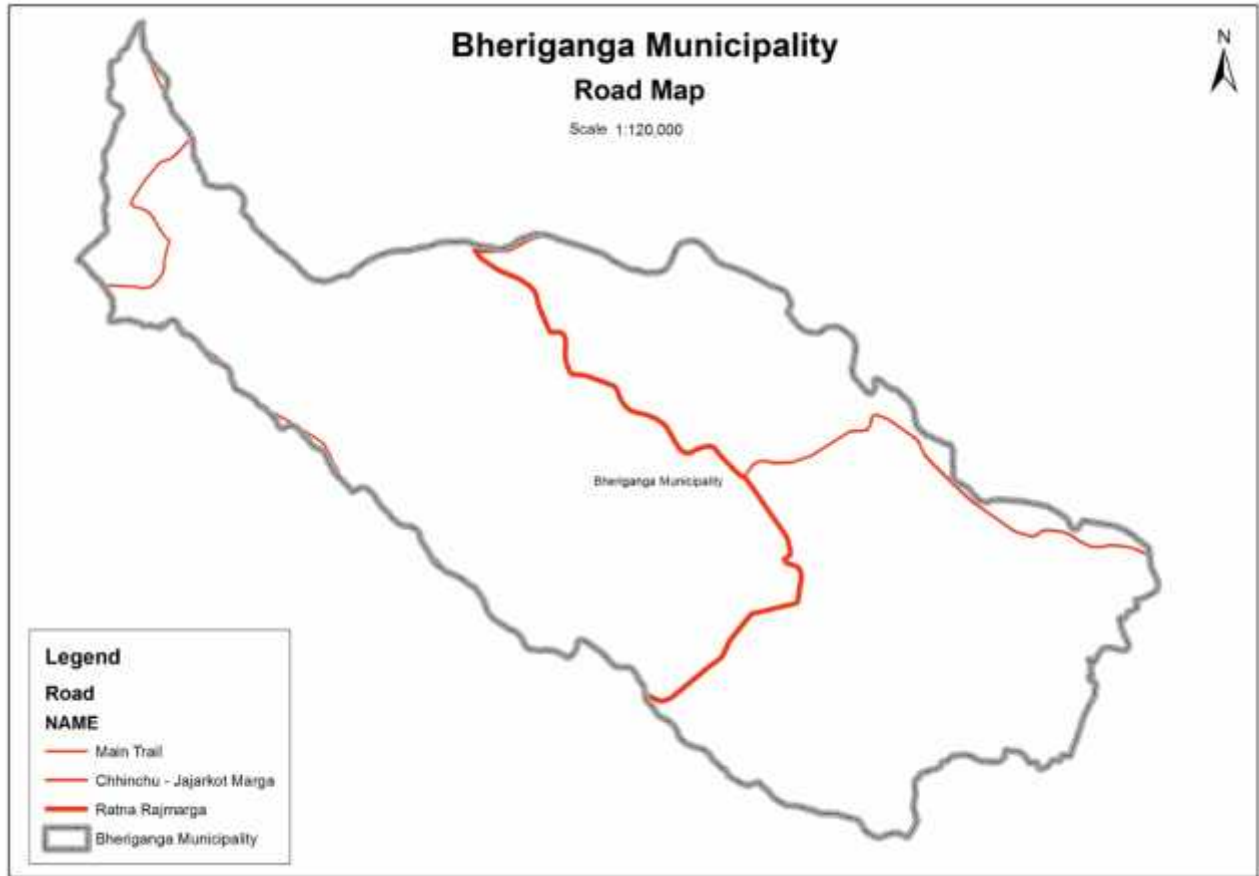 Bheriganga Municipality
Road Map
Scale 1:120,000
N
Bheriganga Municipality
Legend
Road
NAME
Main Trail
Chhinchu - Jajarkot Marga
Ratna Rajmarga
Bheriganga Municipality